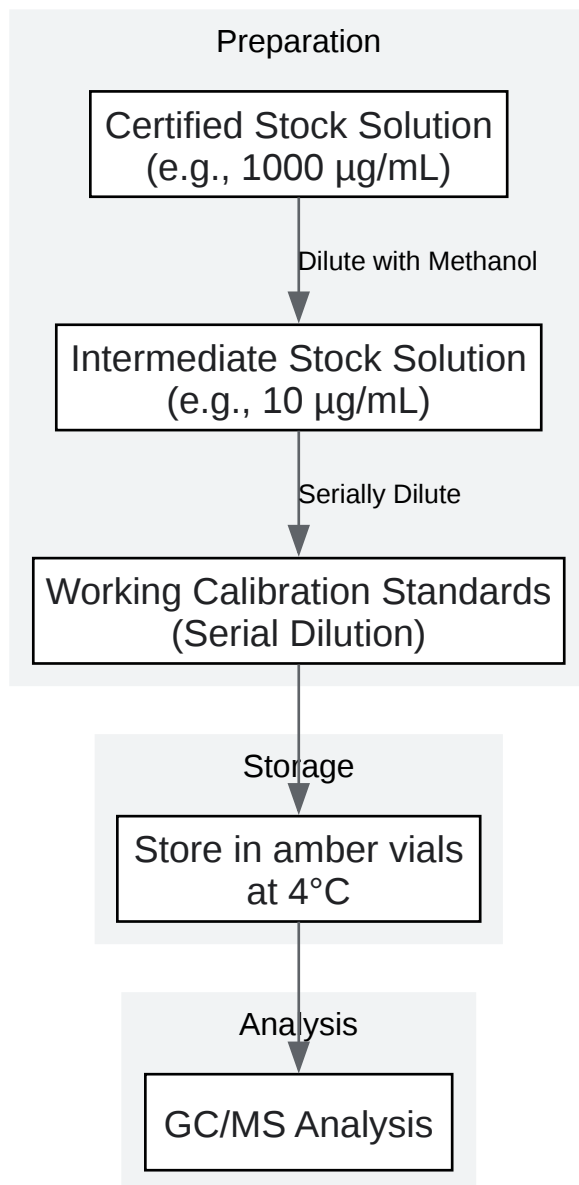 Preparation
Certified Stock Solution
(e.g., 1000 µg/mL)
Dilute with Methanol
Intermediate Stock Solution
(e.g., 10 µg/mL)
Serially Dilute
Working Calibration Standards
(Serial Dilution)
Storage
Store in amber vials
at 4°C
Analysis
GC/MS Analysis